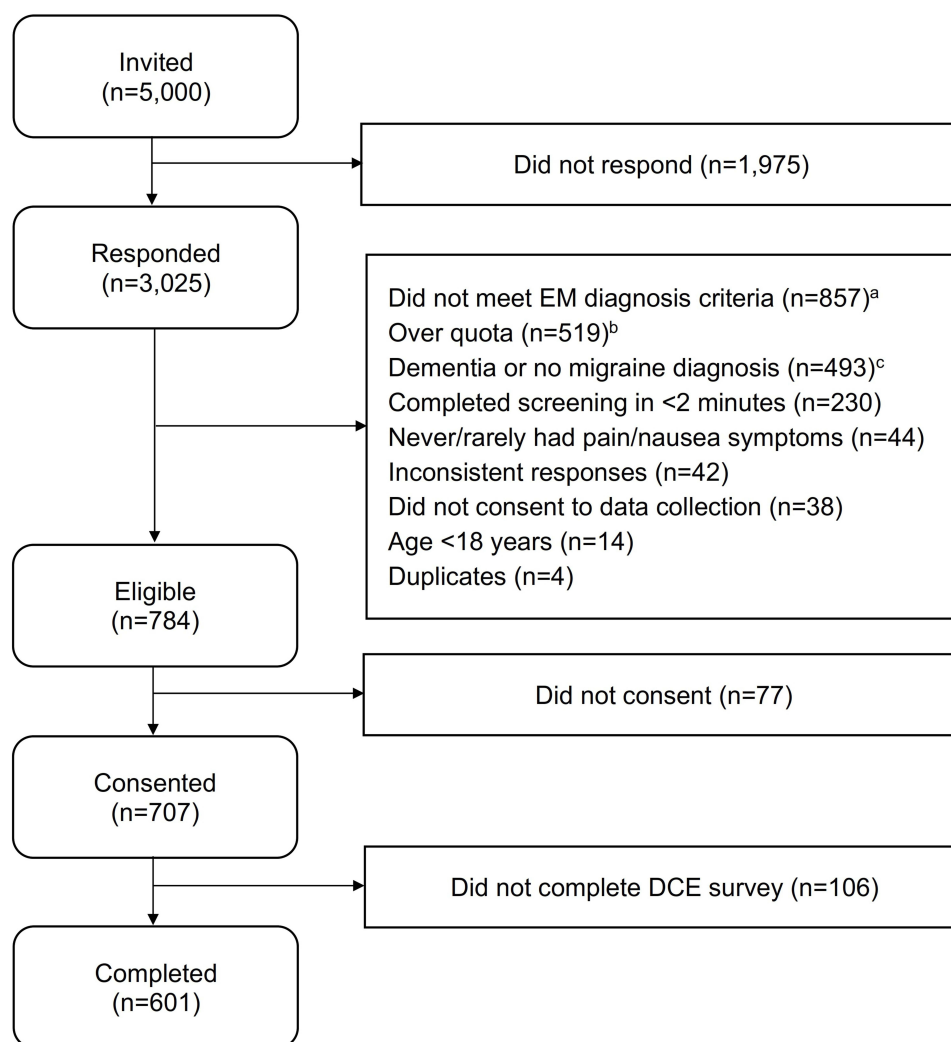 Invited
(n=5,000)
Did not respond (n=1,975)
Responded
(n=3,025)
Did not meet EM diagnosis criteria (n=857)ᵃ
Over quota (n=519)ᵇ
Dementia or no migraine diagnosis (n=493)ᶜ
Completed screening in <2 minutes (n=230)
Never/rarely had pain/nausea symptoms (n=44)
Inconsistent responses (n=42)
Did not consent to data collection (n=38)
Age <18 years (n=14)
Duplicates (n=4)
Eligible
(n=784)
Did not consent (n=77)
Consented
(n=707)
Did not complete DCE survey (n=106)
Completed
(n=601)